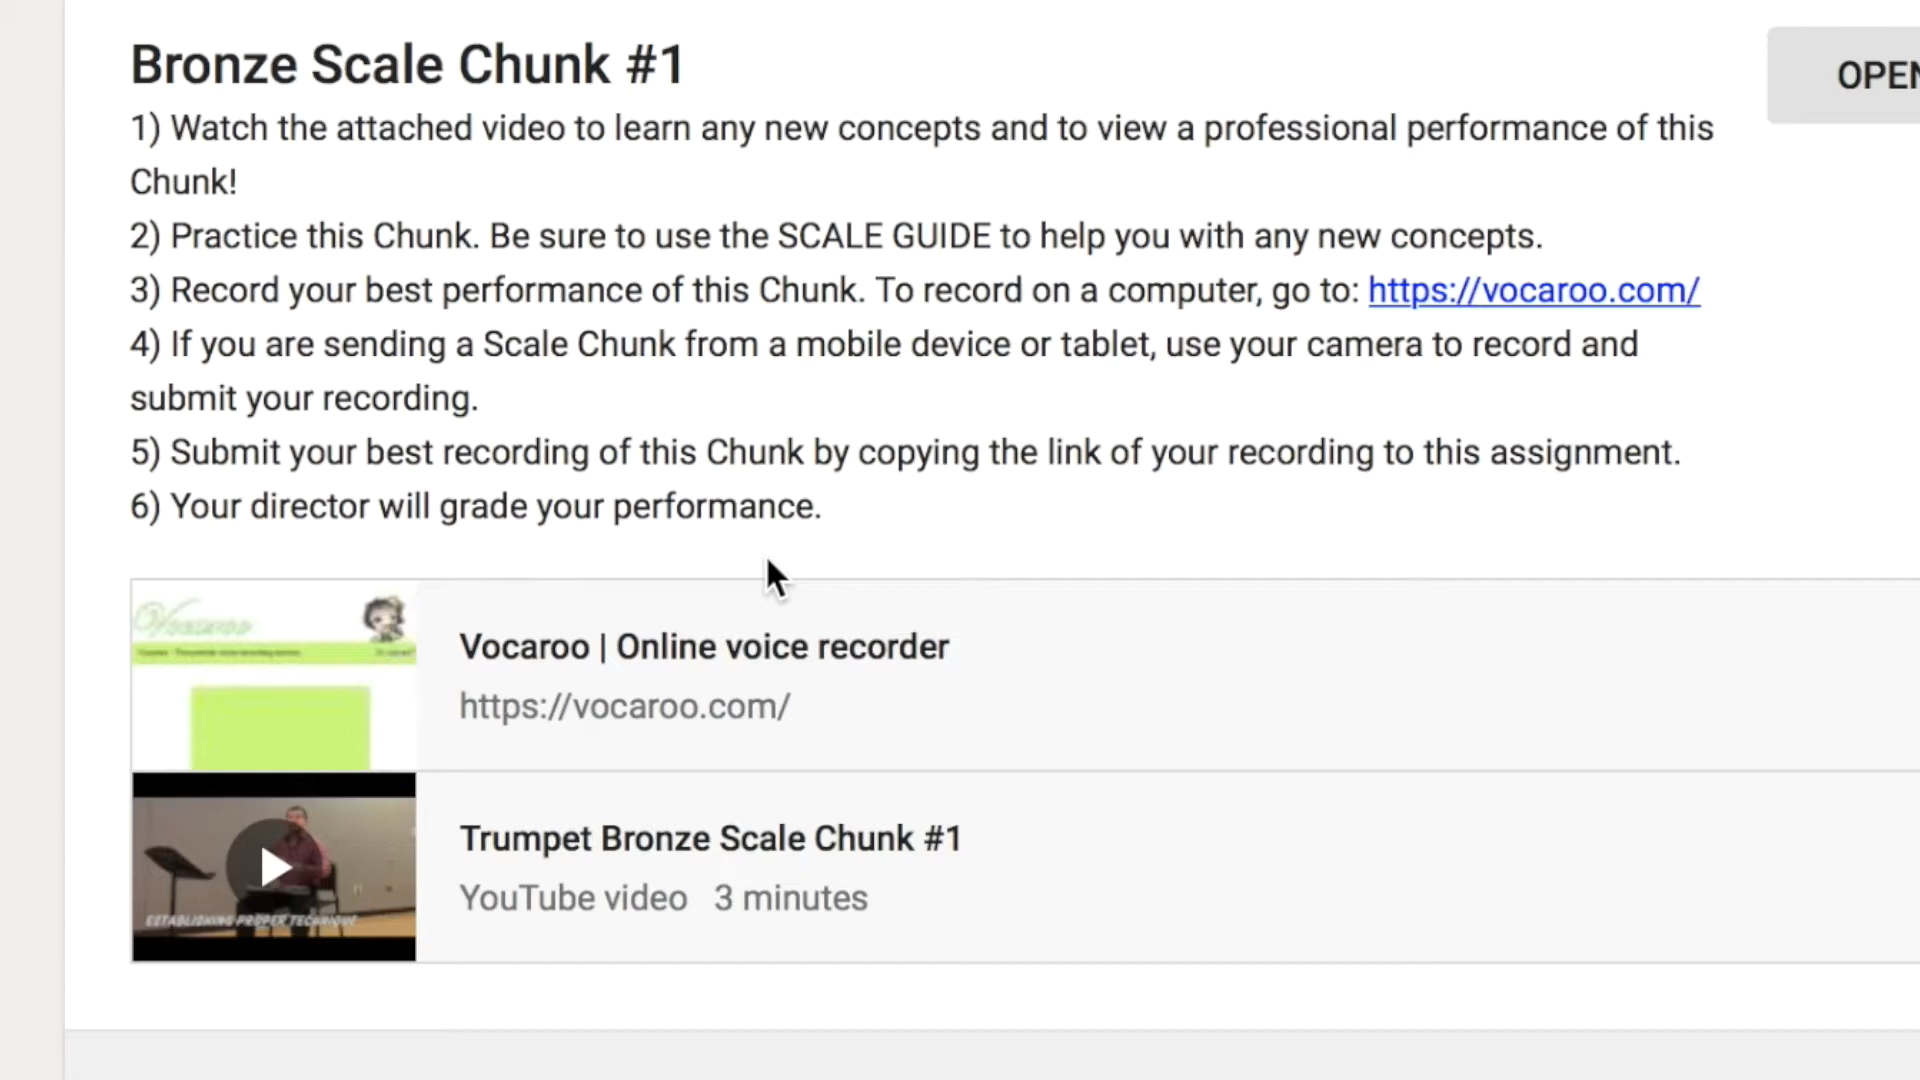 Bronze Scale Chunk #1
OPEN
1) Watch the attached video to learn any new concepts and to view a professional performance of this
Chunk!
2) Practice this Chunk. Be sure to use the SCALE GUIDE to help you with any new concepts.
3) Record your best performance of this Chunk. To record on a computer, go to: https://vocaroo.com/
4) If you are sending a Scale Chunk from a mobile device or tablet, use your camera to record and
submit your recording.
5) Submit your best recording of this Chunk by copying the link of your recording to this assignment.
6) Your director will grade your performance.
Vocaroo
Vocaroo | Online voice recorder
https://vocaroo.com/
Trumpet Bronze Scale Chunk #1
YouTube video 3 minutes
ESTABLISHING PROPER TECHNIQUE